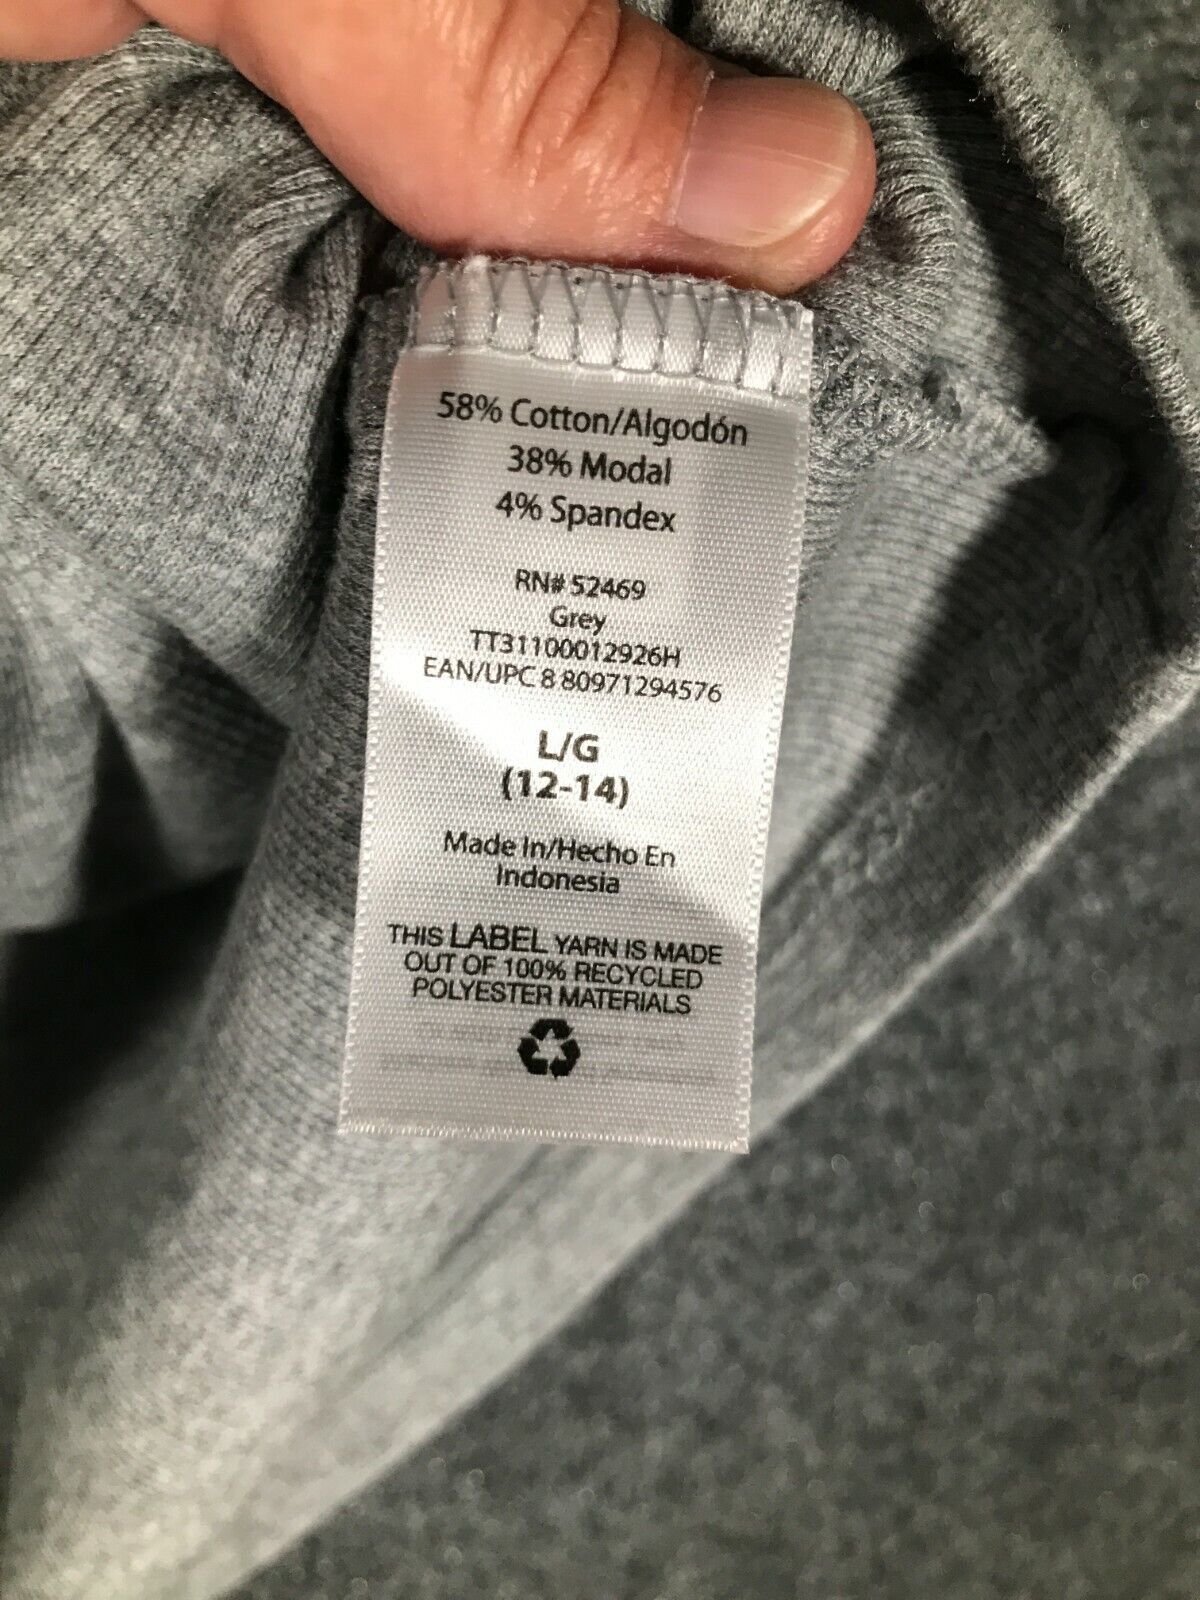 58% Cotton/Algodón
38% Modal
4% Spandex
RN# 52469
Grey
TT31100012926H
EAN/UPC 8 80971294576
L/G
(12-14)
Made In/Hecho En
Indonesia
THIS LABEL YARN IS MADE
OUT OF 100% RECYCLED
POLYESTER MATERIALS